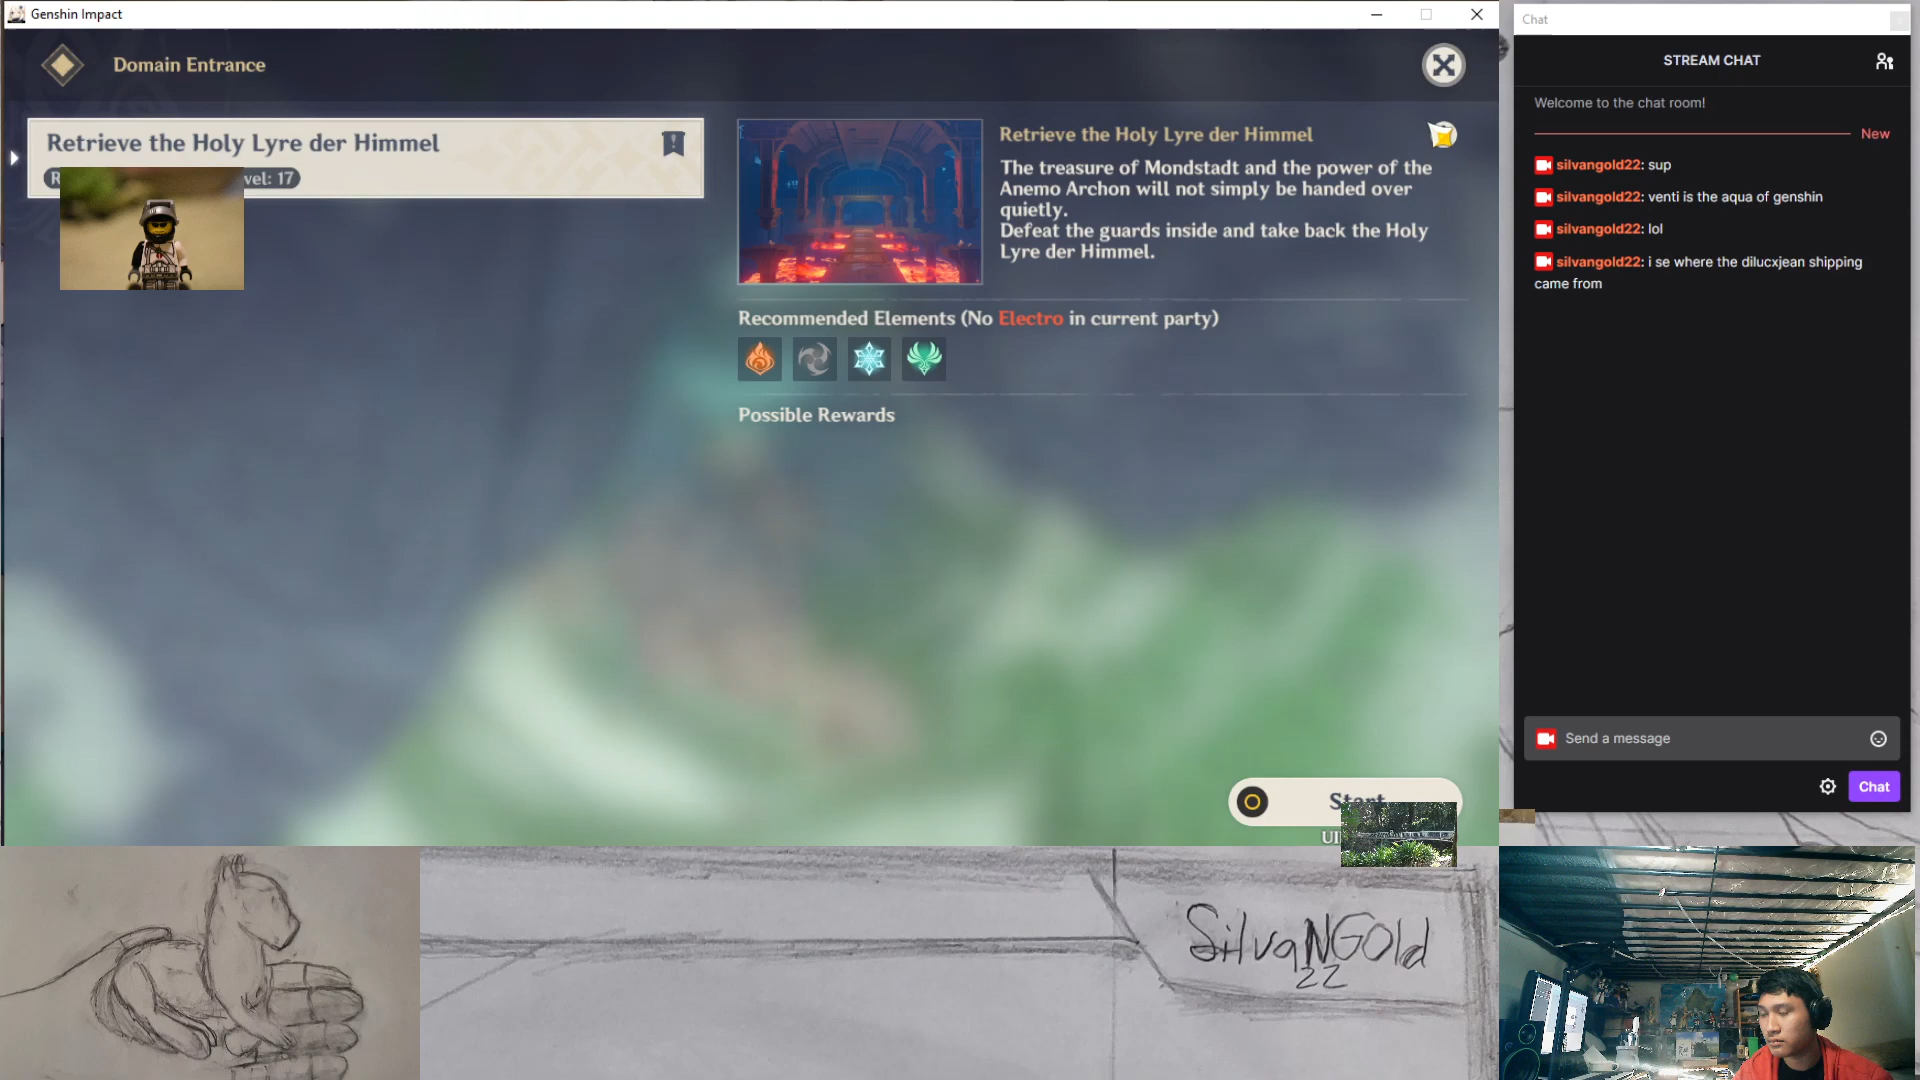 Genshin Impact
Domain Entrance
Retrieve the Holy Lyre der Himmel
vel: 17
Retrieve the Holy Lyre der Himmel
The treasure of Mondstadt and the power of the
Anemo Archon will not simply be handed over
quietly.
Defeat the guards inside and take back the Holy
Lyre der Himmel.
Recommended Elements (No Electro in current party)
Possible Rewards
Start
UI
Chat
STREAM CHAT
Welcome to the chat room!
New
silvangold22: sup
silvangold22: venti is the aqua of genshin
silvangold22: lol
silvangold22: i se where the dilucxjean shipping
came from
Send a message
Chat
SilvaNGOld
22